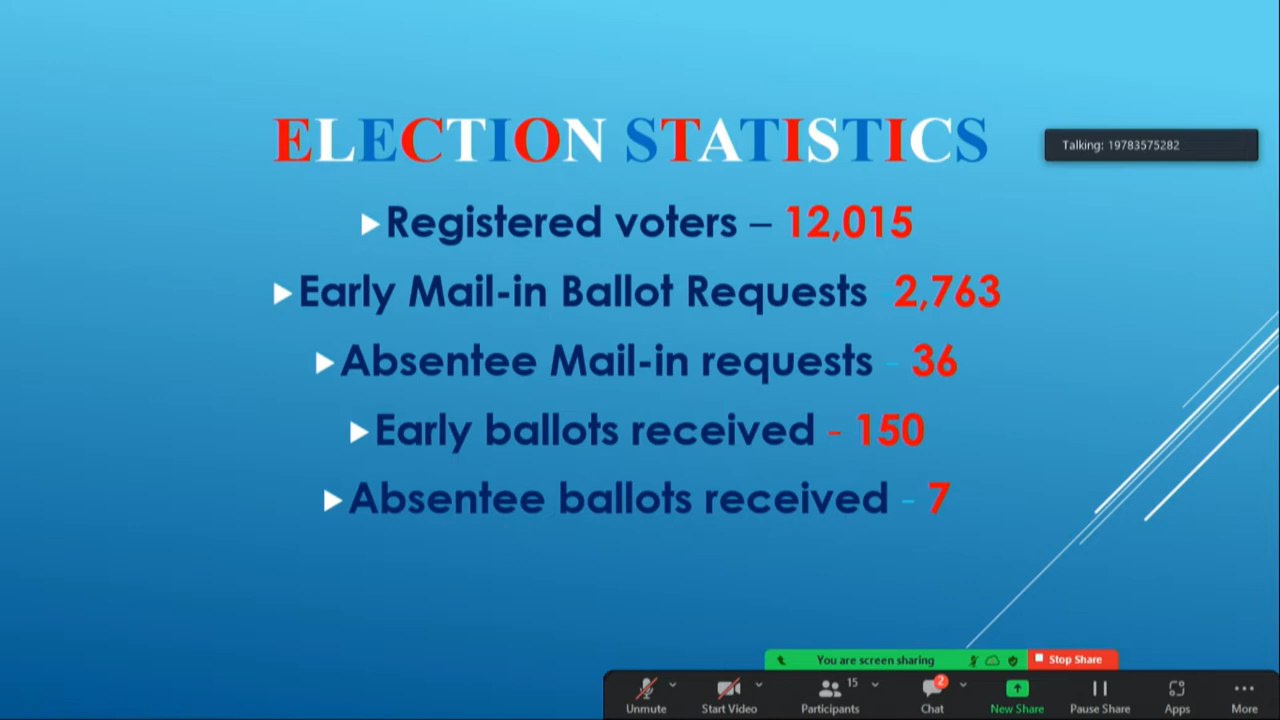 ELECTION STATISTICS
Talking: 19783575282
Registered voters – 12,015
Early Mail-in Ballot Requests 2,763
Absentee Mail-in requests - 36
Early ballots received - 150
Absentee ballots received - 7
You are screen sharing
Stop Share
Unmute
Start Video
15
Participants
2
Chat
New Share
Pause Share
Apps
More